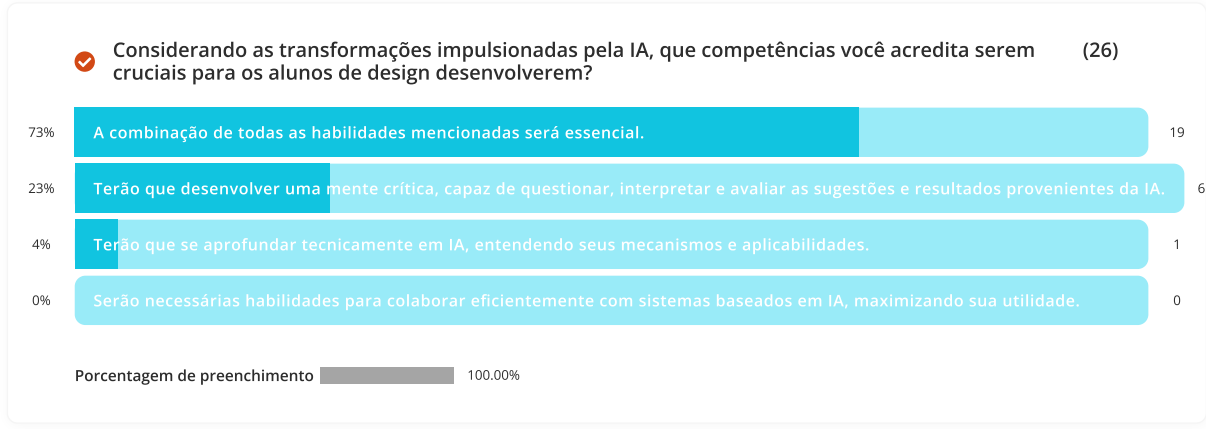 Considerando as transformações impulsionadas pela IA, que competências você acredita serem (26)
cruciais para os alunos de design desenvolverem?
73% A combinação de todas as habilidades mencionadas será essencial. 19
23% Terão que desenvolver uma mente crítica, capaz de questionar, interpretar e avaliar as sugestões e resultados provenientes da IA. 6
4% Terão que se aprofundar tecnicamente em IA, entendendo seus mecanismos e aplicabilidades. 1
0% Serão necessárias habilidades para colaborar eficientemente com sistemas baseados em IA, maximizando sua utilidade. 0
Porcentagem de preenchimento 100.00%